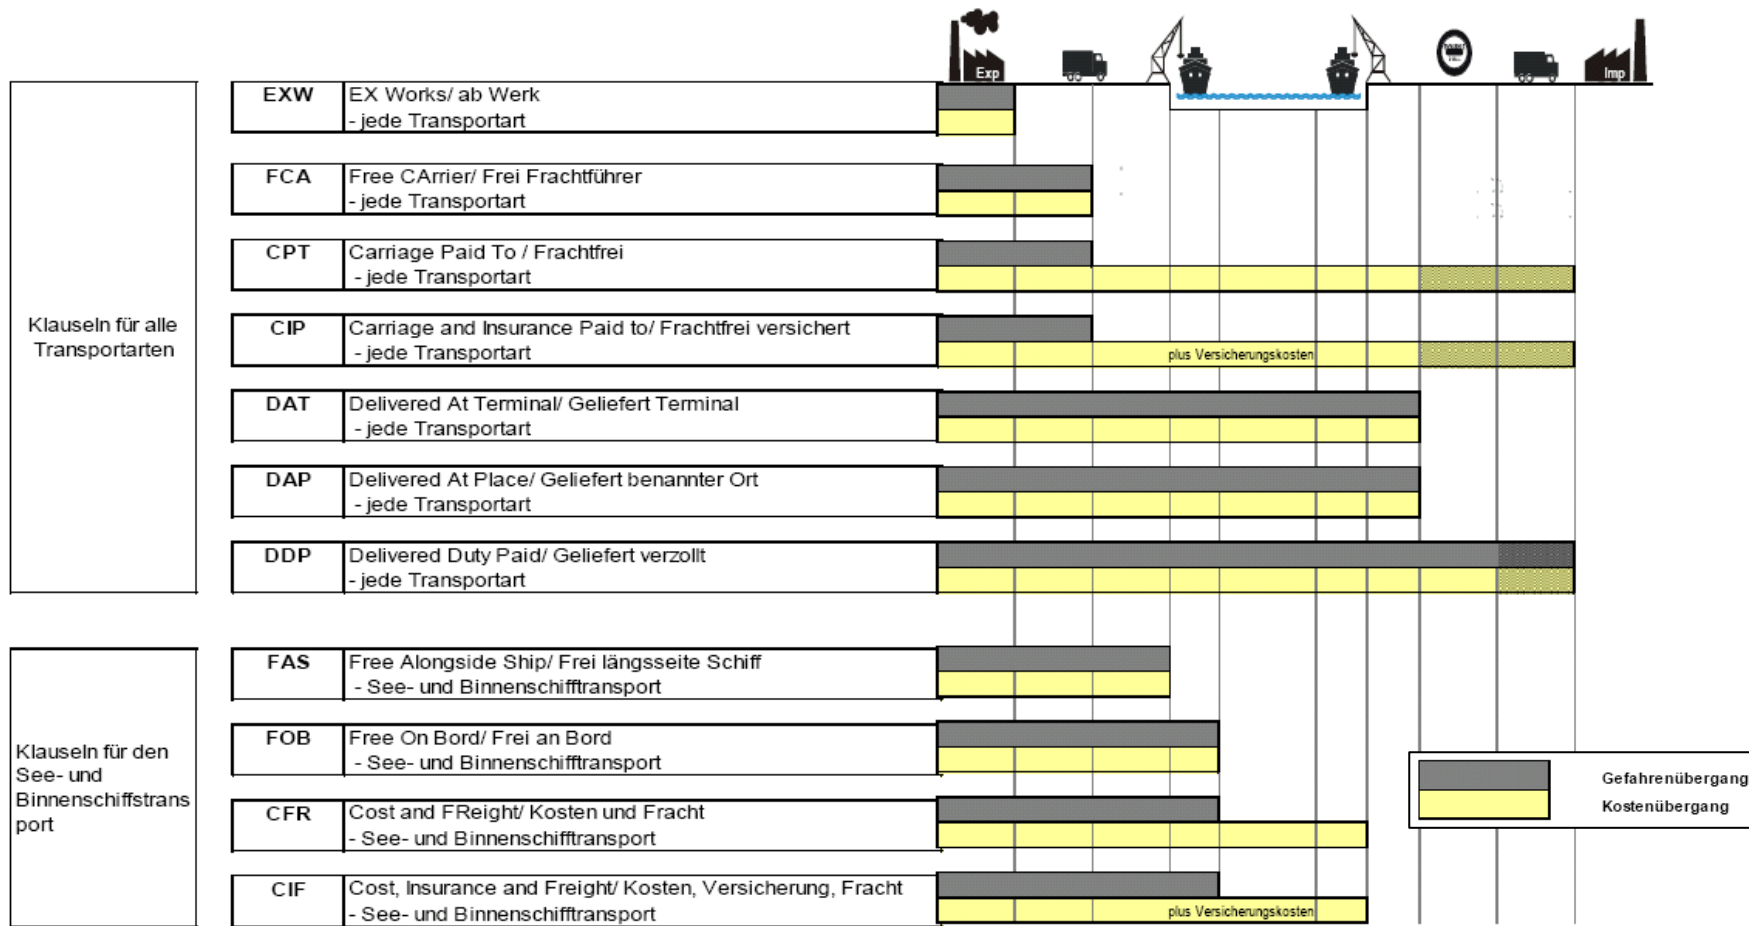 Exp
Imp
Klauseln für alle
Transportarten
EXW
EX Works/ ab Werk
- jede Transportart
FCA
Free CArrier/ Frei Frachtführer
- jede Transportart
CPT
Carriage Paid To / Frachtfrei
- jede Transportart
CIP
Carriage and Insurance Paid to/ Frachtfrei versichert
- jede Transportart
plus Versicherungskosten
DAT
Delivered At Terminal/ Geliefert Terminal
- jede Transportart
DAP
Delivered At Place/ Geliefert benannter Ort
- jede Transportart
DDP
Delivered Duty Paid/ Geliefert verzollt
- jede Transportart
Klauseln für den
See- und
Binnenschiffstrans
port
FAS
Free Alongside Ship/ Frei längsseite Schiff
- See- und Binnenschifftransport
FOB
Free On Bord/ Frei an Bord
- See- und Binnenschifftransport
CFR
Cost and FReight/ Kosten und Fracht
- See- und Binnenschifftransport
CIF
Cost, Insurance and Freight/ Kosten, Versicherung, Fracht
- See- und Binnenschifftransport
plus Versicherungskosten
Gefahrenübergang
Kostenübergang